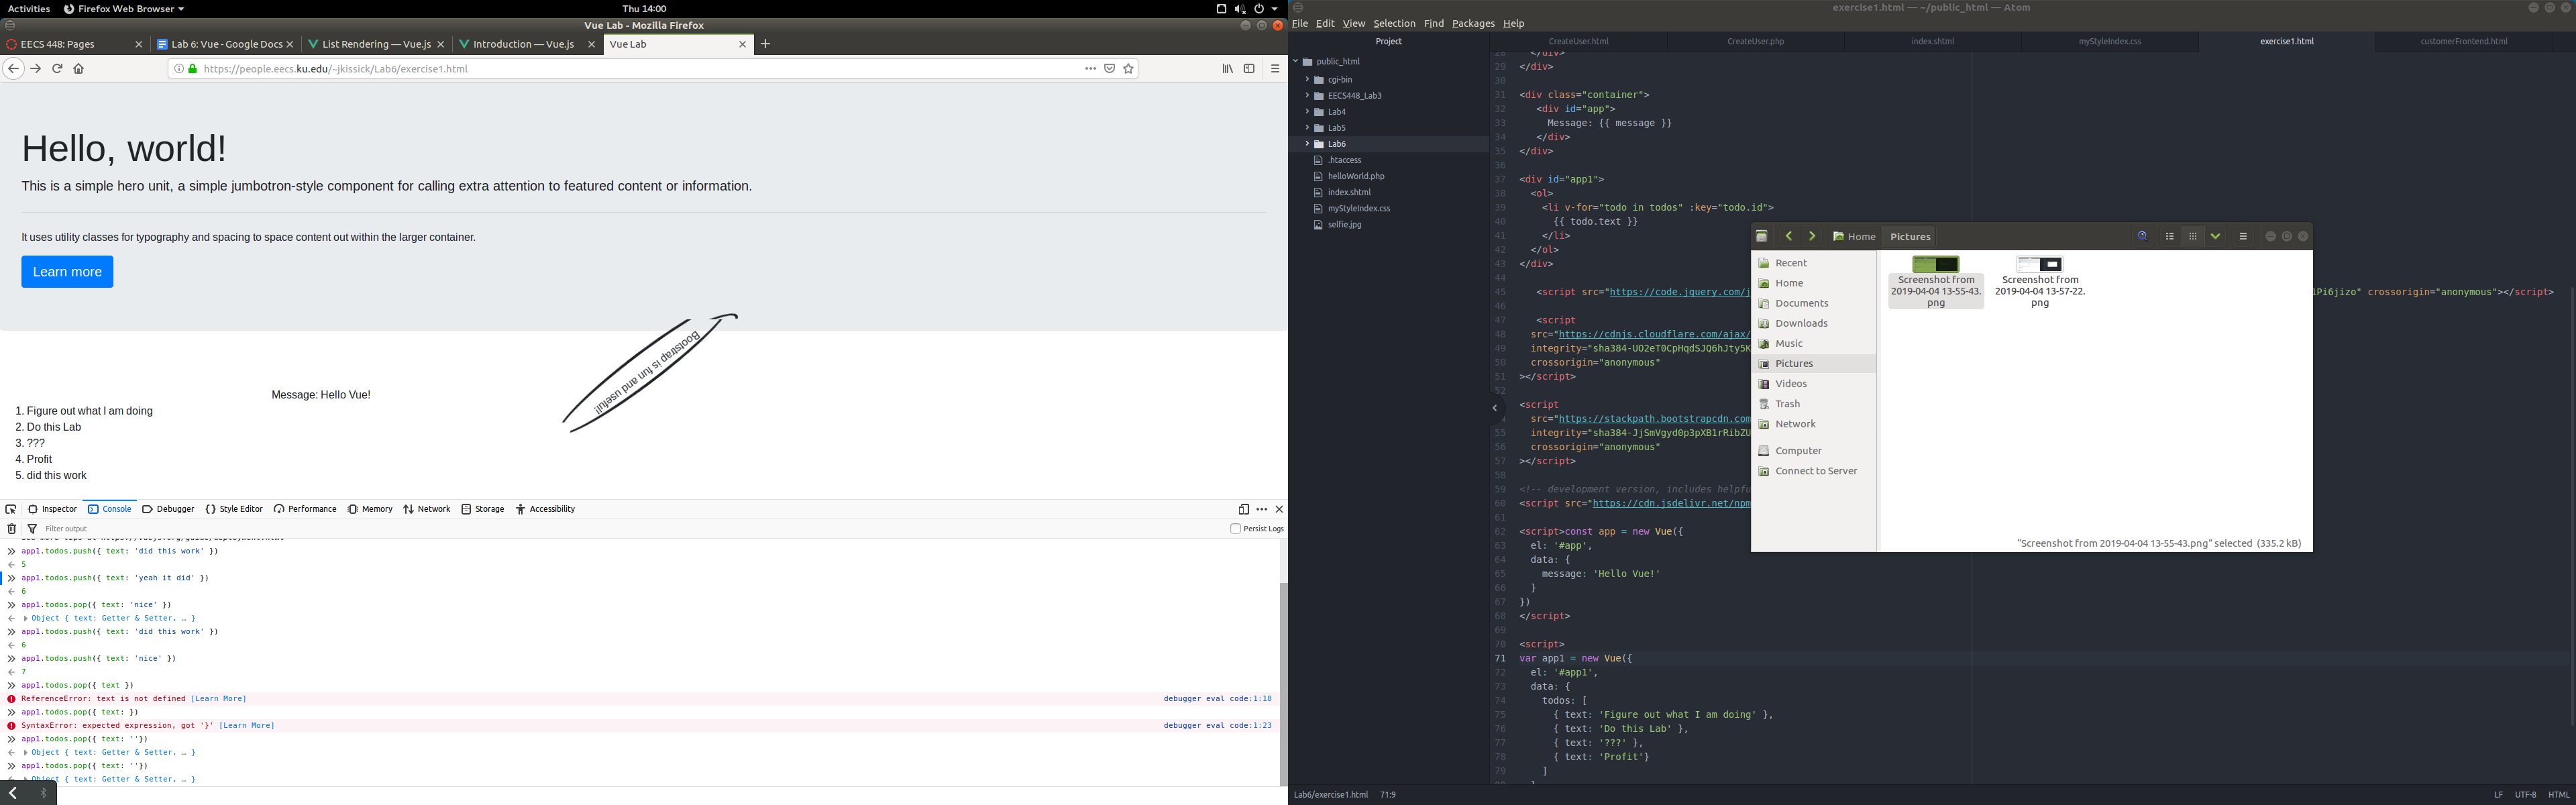 Activities Firefox Web Browser Thu 14:00
Vue Lab - Mozilla Firefox
EECS 448: Pages Lab 6: Vue - Google Docs List Rendering — Vue.js Introduction — Vue.js Vue Lab
https://people.eecs.ku.edu/~jkissick/Lab6/exercise1.html
Hello, world!
This is a simple hero unit, a simple jumbotron-style component for calling extra attention to featured content or information.
It uses utility classes for typography and spacing to space content out within the larger container.
Learn more
Bootstrap is fun and useful!
Message: Hello Vue!
1. Figure out what I am doing
2. Do this Lab
3. ???
4. Profit
5. did this work
Inspector Console Debugger Style Editor Performance Memory Network Storage Accessibility
Filter output Persist Logs
app1.todos.push({ text: 'did this work' })
5
app1.todos.push({ text: 'yeah it did' })
6
app1.todos.pop({ text: 'nice' })
Object { text: Getter & Setter, … }
app1.todos.push({ text: 'did this work' })
6
app1.todos.push({ text: 'nice' })
7
app1.todos.pop({ text })
ReferenceError: text is not defined [Learn More] debugger eval code:1:18
app1.todos.pop({ text: })
SyntaxError: expected expression, got '}' [Learn More] debugger eval code:1:23
app1.todos.pop({ text: ''})
Object { text: Getter & Setter, … }
app1.todos.pop({ text: ''})
Object { text: Getter & Setter, … }
exercise1.html — ~/public_html — Atom
File Edit View Selection Find Packages Help
Project
public_html
cgi-bin
EECS448_Lab3
Lab4
Lab5
Lab6
.htaccess
helloWorld.php
index.shtml
myStyleIndex.css
selfie.jpg
CreateUser.html CreateUser.php index.shtml myStyleIndex.css exercise1.html customerFrontend.html
28 </div>
29 </div>
30
31 <div class="container">
32 <div id="app">
33 Message: {{ message }}
34 </div>
35 </div>
36
37 <div id="app1">
38 <ol>
39 <li v-for="todo in todos" :key="todo.id">
40 {{ todo.text }}
41 </li>
42 </ol>
43 </div>
44
45 <script src="https://code.jquery.com/j 1Pi6jizo" crossorigin="anonymous"></script>
46
47 <script
48 src="https://cdnjs.cloudflare.com/ajax/
49 integrity="sha384-UO2eT0CpHqdSJQ6hJty5K
50 crossorigin="anonymous"
51 ></script>
52
<script
src="https://stackpath.bootstrapcdn.com
55 integrity="sha384-JjSmVgyd0p3pXB1rRibZU
56 crossorigin="anonymous"
57 ></script>
58
59 <!-- development version, includes helpfu
60 <script src="https://cdn.jsdelivr.net/npm
61
62 <script>const app = new Vue({
63 el: '#app',
64 data: {
65 message: 'Hello Vue!'
66 }
67 })
68 </script>
69
70 <script>
71 var app1 = new Vue({
72 el: '#app1',
73 data: {
74 todos: [
75 { text: 'Figure out what I am doing' },
76 { text: 'Do this Lab' },
77 { text: '???' },
78 { text: 'Profit'}
79 ]
Lab6/exercise1.html 71:9 LF UTF-8 HTML
Home Pictures
Recent
Home
Documents
Downloads
Music
Pictures
Videos
Trash
Network
Computer
Connect to Server
Screenshot from
2019-04-04 13-55-43.
png
Screenshot from
2019-04-04 13-57-22.
png
"Screenshot from 2019-04-04 13-55-43.png" selected (335.2 kB)